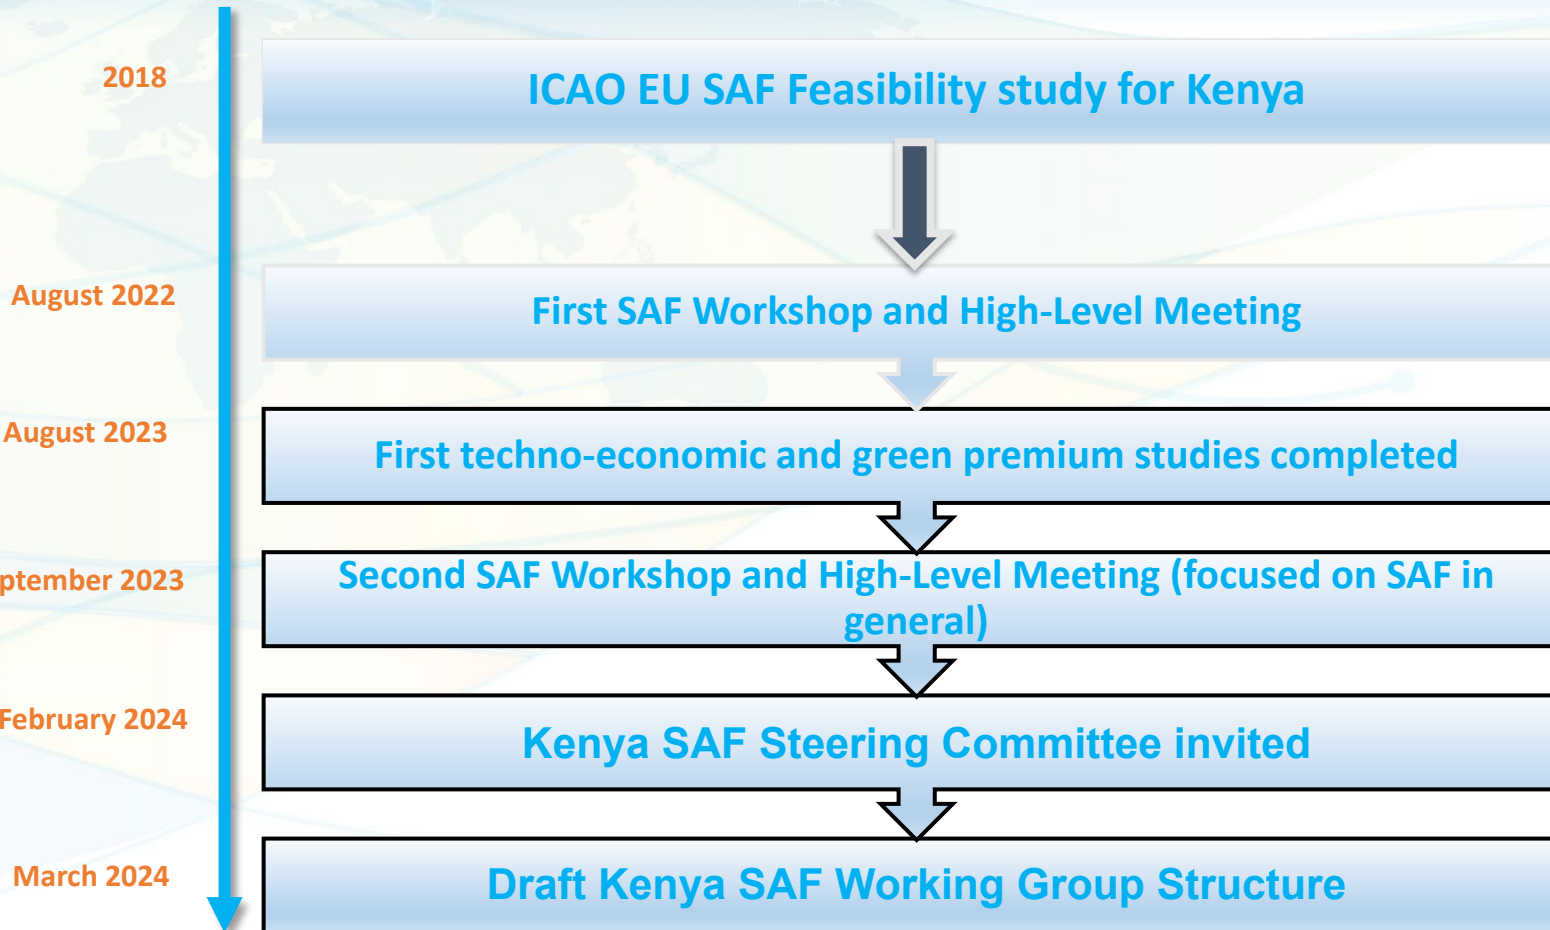 2018
ICAO EU SAF Feasibility study for Kenya
August 2022
First SAF Workshop and High-Level Meeting
August 2023
First techno-economic and green premium studies completed
ptember 2023
Second SAF Workshop and High-Level Meeting (focused on SAF in
general)
February 2024
Kenya SAF Steering Committee invited
March 2024
Draft Kenya SAF Working Group Structure